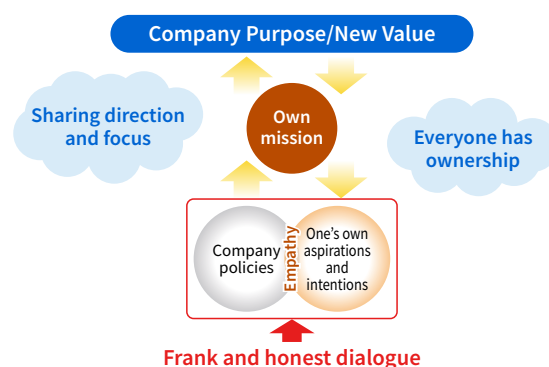 Company Purpose/New Value
Sharing direction
and focus
Own
mission
Everyone has
ownership
Company
policies
Empathy
One's own
aspirations
and
intentions
Frank and honest dialogue